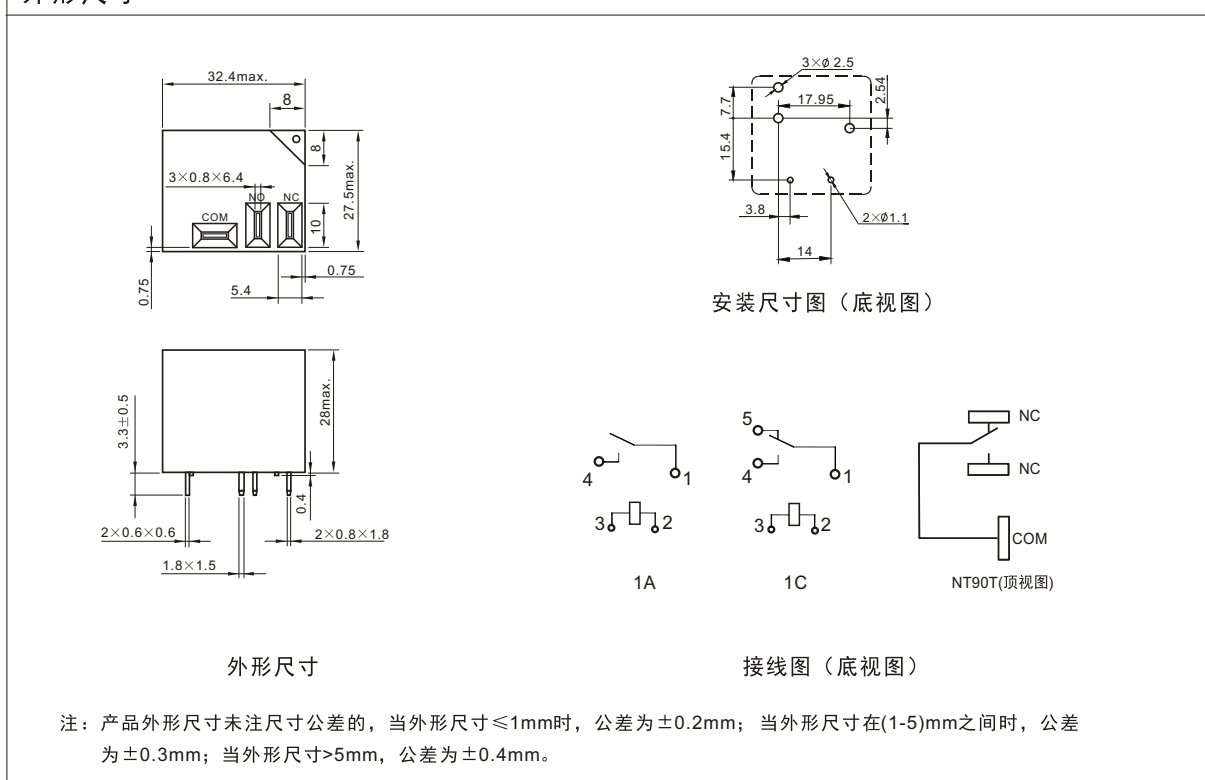 外形尺寸
32.4max.
8
8
27.5max.
3×0.8×6.4
NO
NC
COM
10
0.75
0.75
5.4
3×ø 2.5
2.54
7.7
17.95
15.4
3.8
2×Ø1.1
14
安装尺寸图（底视图）
28max.
3.3±0.5
0.4
2×0.6×0.6
2×0.8×1.8
1.8×1.5
外形尺寸
4
1
3
2
1A
5
4
1
3
2
1C
NC
NC
COM
NT90T(顶视图)
接线图（底视图）
注：产品外形尺寸未注尺寸公差的，当外形尺寸≤1mm时，公差为±0.2mm；当外形尺寸在(1-5)mm之间时，公差
为±0.3mm；当外形尺寸>5mm，公差为±0.4mm。